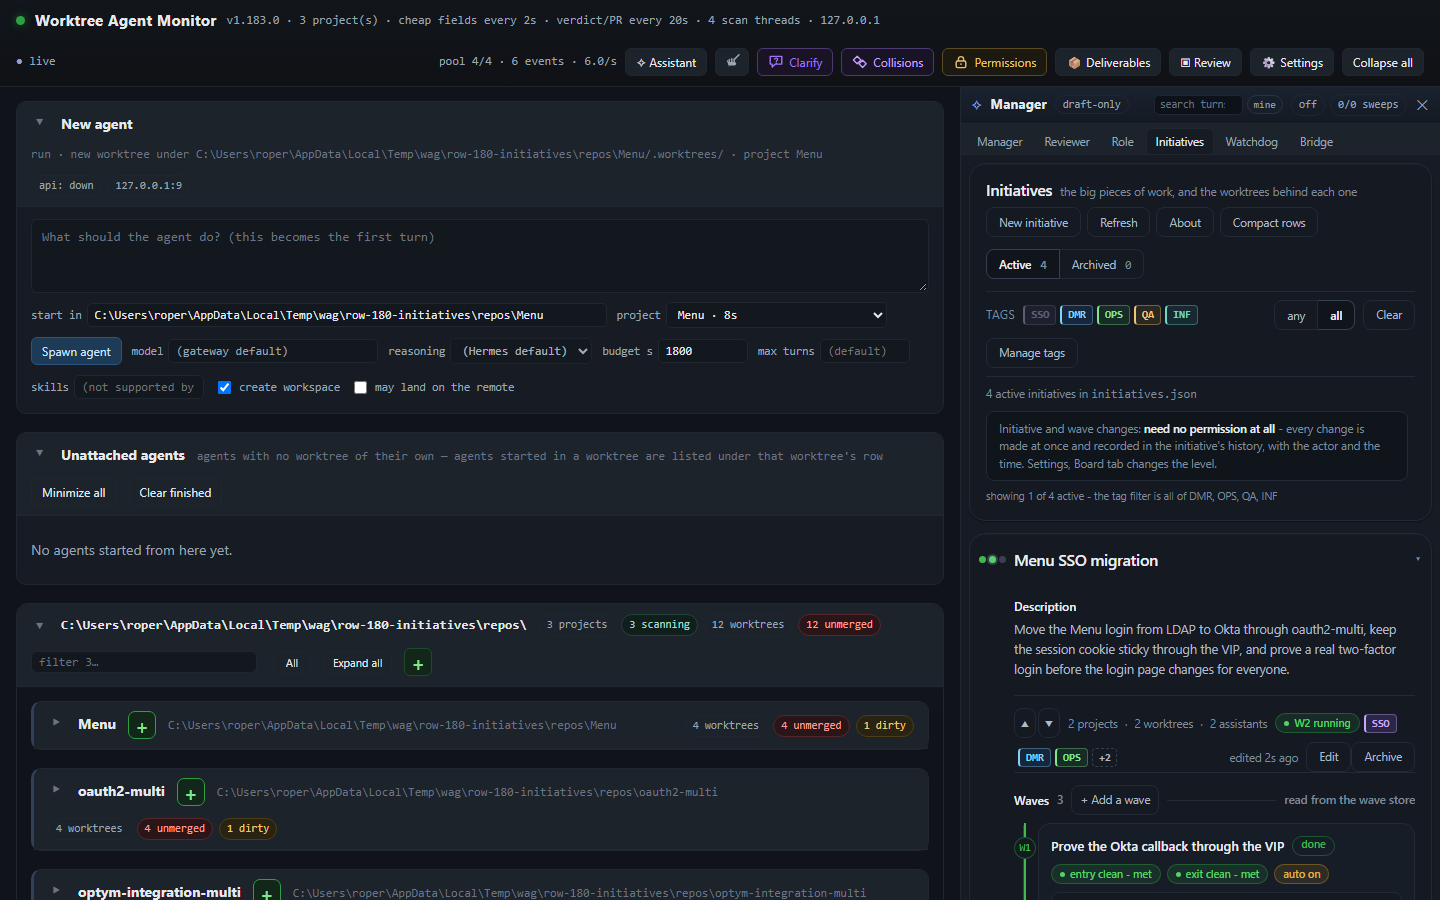 Worktree Agent Monitor v1.183.0 · 3 project(s) · cheap fields every 2s · verdict/PR every 20s · 4 scan threads · 127.0.0.1
live pool 4/4 · 6 events · 6.0/s Assistant Clarify Collisions Permissions Deliverables Review Settings Collapse all
New agent
run · new worktree under C:\Users\roper\AppData\Local\Temp\wag\row-180-initiatives\repos\Menu/.worktrees/ · project Menu
api: down 127.0.0.1:9
What should the agent do? (this becomes the first turn)
start in C:\Users\roper\AppData\Local\Temp\wag\row-180-initiatives\repos\Menu project Menu · 8s
Spawn agent model (gateway default) reasoning (Hermes default) budget s 1800 max turns (default)
skills (not supported by create workspace may land on the remote
Unattached agents agents with no worktree of their own — agents started in a worktree are listed under that worktree's row
Minimize all Clear finished
No agents started from here yet.
C:\Users\roper\AppData\Local\Temp\wag\row-180-initiatives\repos\ 3 projects 3 scanning 12 worktrees 12 unmerged
filter 3… All Expand all +
Menu + C:\Users\roper\AppData\Local\Temp\wag\row-180-initiatives\repos\Menu 4 worktrees 4 unmerged 1 dirty
oauth2-multi + C:\Users\roper\AppData\Local\Temp\wag\row-180-initiatives\repos\oauth2-multi
4 worktrees 4 unmerged 1 dirty
optym-integration-multi + C:\Users\roper\AppData\Local\Temp\wag\row-180-initiatives\repos\optym-integration-multi
Manager draft-only search turn: mine off 0/0 sweeps
Manager Reviewer Role Initiatives Watchdog Bridge
Initiatives the big pieces of work, and the worktrees behind each one
New initiative Refresh About Compact rows
Active 4 Archived 0
TAGS SSO DMR OPS QA INF any all Clear
Manage tags
4 active initiatives in initiatives.json
Initiative and wave changes: need no permission at all - every change is
made at once and recorded in the initiative's history, with the actor and the
time. Settings, Board tab changes the level.
showing 1 of 4 active - the tag filter is all of DMR, OPS, QA, INF
Menu SSO migration
Description
Move the Menu login from LDAP to Okta through oauth2-multi, keep
the session cookie sticky through the VIP, and prove a real two-factor
login before the login page changes for everyone.
2 projects · 2 worktrees · 2 assistants W2 running SSO
DMR OPS +2 edited 2s ago Edit Archive
Waves 3 + Add a wave read from the wave store
W1 Prove the Okta callback through the VIP done
entry clean - met exit clean - met auto on